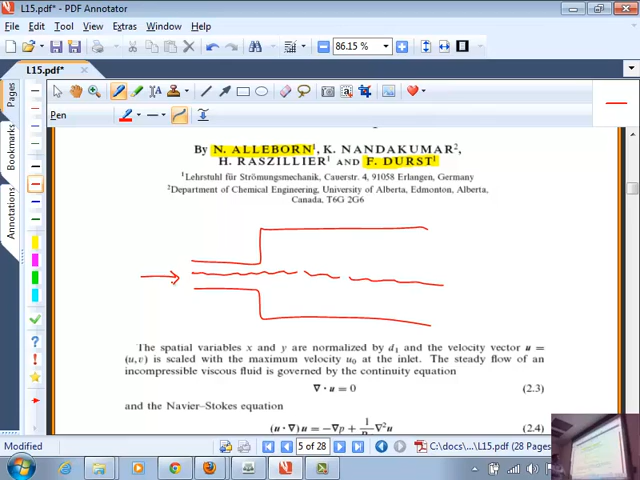 L15.pdf* - PDF Annotator
File Edit Tool View Extras Window Help
86.15 %
L15.pdf*
Pen
Pages
Bookmarks
Annotations
By N. ALLEBORN¹, K. NANDAKUMAR²,
H. RASZILLIER¹ AND F. DURST¹
¹Lehrstuhl für Strömungsmechanik, Cauerstr. 4, 91058 Erlangen, Germany
²Department of Chemical Engineering, University of Alberta, Edmonton, Alberta,
Canada, T6G 2G6
The spatial variables x and y are normalized by d₁ and the velocity vector u =
(u, v) is scaled with the maximum velocity u₀ at the inlet. The steady flow of an
incompressible viscous fluid is governed by the continuity equation
∇ · u = 0 (2.3)
and the Navier–Stokes equation
(u · ∇) u = −∇p + 1 ∇²u (2.4)
Modified
5 of 28
C:\docs\...\L15.pdf (28 Pages)